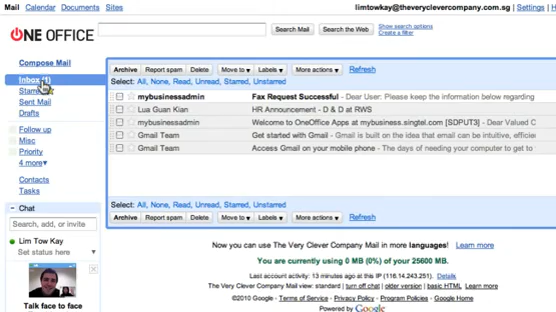 Mail Calendar Documents Sites
limtowkay@theveryclevercompany.com.sg | Settings |
ONE OFFICE
Search Mail Search the Web Show search options
Create a filter
Compose Mail
Inbox (1)
Starred
Sent Mail
Drafts
Follow up
Misc
Priority
4 more▼
Contacts
Tasks
Archive Report spam Delete Move to ▾ Labels ▾ More actions ▾ Refresh
Select: All, None, Read, Unread, Starred, Unstarred
mybusinessadmin Fax Request Successful - Dear User: Please keep the information below regarding
Lua Guan Kian HR Announcement - D & D at RWS
mybusinessadmin Welcome to OneOffice Apps at mybusiness.singtel.com [SDPUT3] - Dear Valued C
Gmail Team Get started with Gmail - Gmail is built on the idea that email can be intuitive, efficien
Gmail Team Access Gmail on your mobile phone - The days of needing your computer to get to
Select: All, None, Read, Unread, Starred, Unstarred
Archive Report spam Delete Move to ▾ Labels ▾ More actions ▾ Refresh
– Chat
Search, add, or invite
Lim Tow Kay
Set status here ▼
Talk face to face
Now you can use The Very Clever Company Mail in more languages! Learn more
You are currently using 0 MB (0%) of your 25600 MB.
Last account activity: 13 minutes ago at this IP (116.14.243.251). Details
The Very Clever Company Mail view: standard | turn off chat | older version | basic HTML Learn more
©2010 Google - Terms of Service - Privacy Policy - Program Policies - Google Home
Powered by Google